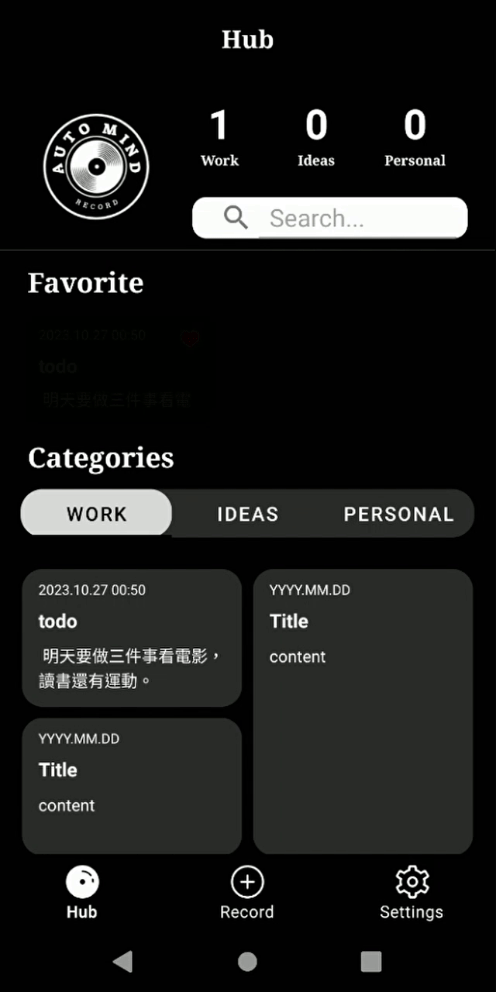 Hub
AUTO MIND
RECORD
1
0
0
Work
Ideas
Personal
Search...
Favorite
2023.10.27 00:50
todo
明天要做三件事看電
Categories
WORK
IDEAS
PERSONAL
2023.10.27 00:50
todo
明天要做三件事看電影，
讀書還有運動。
YYYY.MM.DD
Title
content
YYYY.MM.DD
Title
content
Hub
Record
Settings